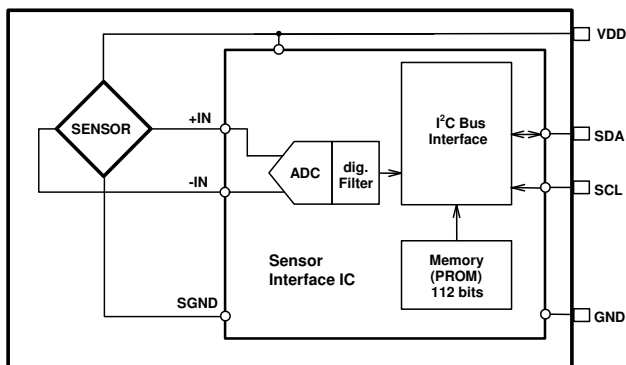 VDD
SENSOR
+IN
-IN
ADC
dig.
Filter
I²C Bus
Interface
SDA
SCL
Sensor
Interface IC
Memory
(PROM)
112 bits
SGND
GND